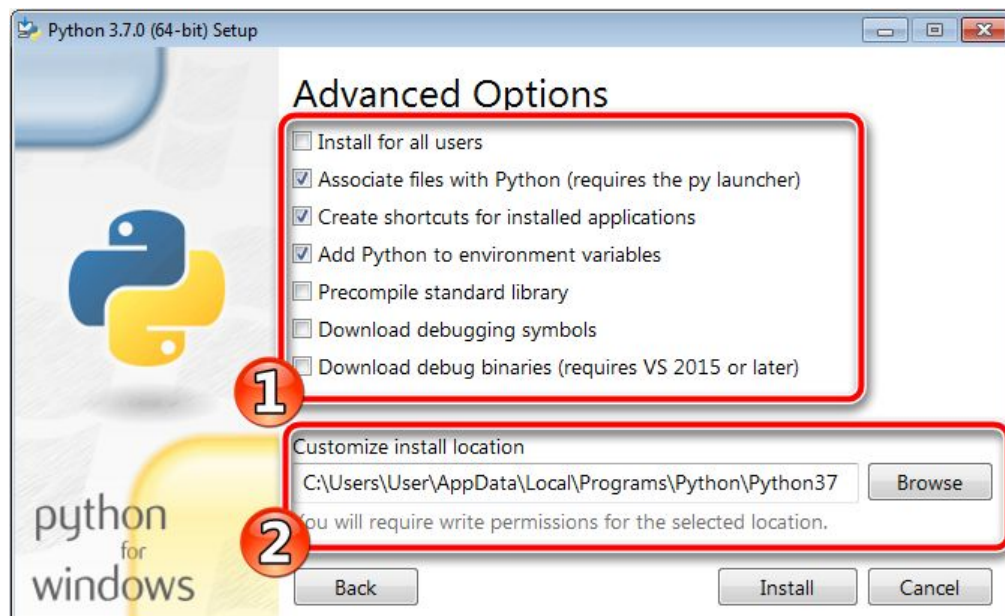 Python 3.7.0 (64-bit) Setup
Advanced Options
Install for all users
Associate files with Python (requires the py launcher)
Create shortcuts for installed applications
Add Python to environment variables
Precompile standard library
Download debugging symbols
Download debug binaries (requires VS 2015 or later)
1
Customize install location
C:\Users\User\AppData\Local\Programs\Python\Python37
Browse
You will require write permissions for the selected location.
2
python
for
windows
Back
Install
Cancel